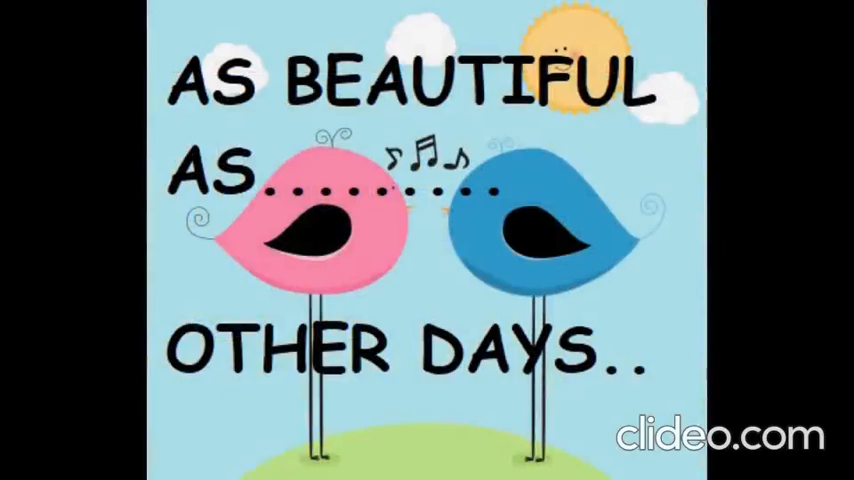 AS BEAUTIFUL
AS.........
OTHER DAYS..
clideo.com